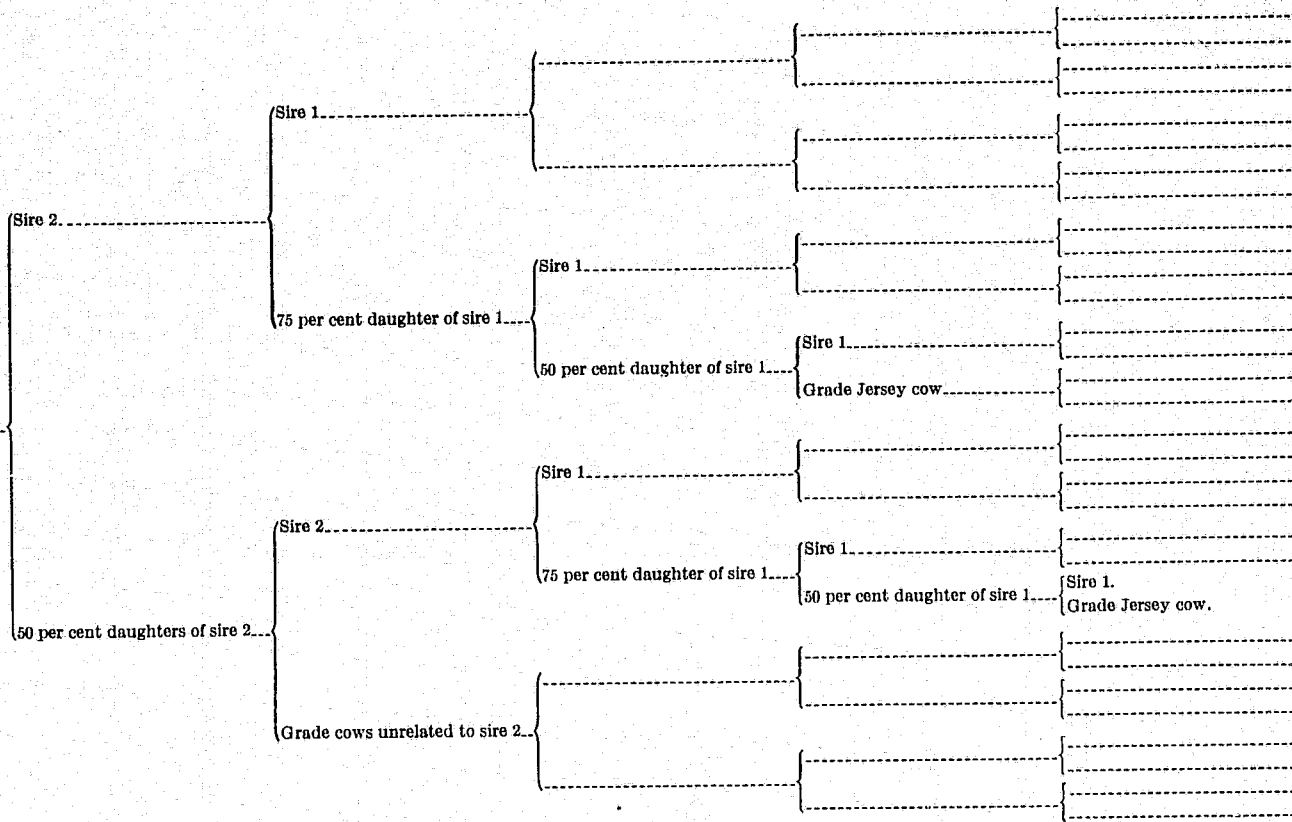 Sire 1
Sire 2
Sire 1
75 per cent daughter of sire 1
Sire 1
50 per cent daughter of sire 1
Grade Jersey cow
Sire 1
Sire 2
Sire 1
75 per cent daughter of sire 1
Sire 1.
50 per cent daughter of sire 1
Grade Jersey cow.
50 per cent daughters of sire 2
Grade cows unrelated to sire 2